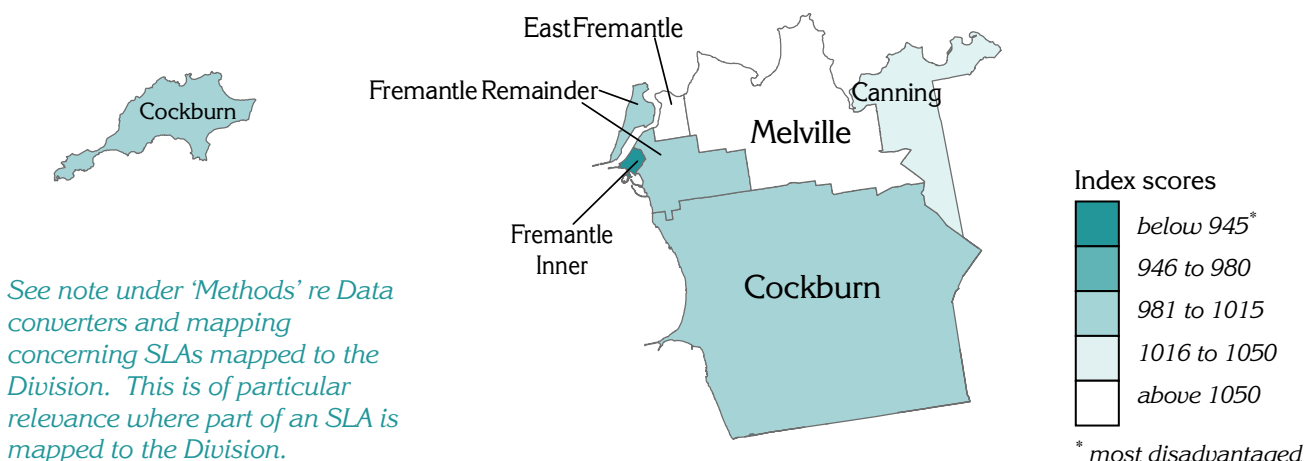 East Fremantle
Fremantle Remainder
Cockburn
Canning
Melville
Fremantle
Inner
Cockburn
See note under ‘Methods’ re Data
converters and mapping
concerning SLAs mapped to the
Division. This is of particular
relevance where part of an SLA is
mapped to the Division.
Index scores
below 945*
946 to 980
981 to 1015
1016 to 1050
above 1050
* most disadvantaged